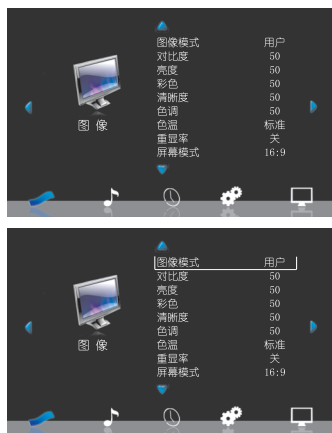 图像模式 用户
对比度 50
亮度 50
彩色 50
清晰度 50
色调 50
色温 标准
重显率 关
屏幕模式 16:9
图 像
图像模式 用户
对比度 50
亮度 50
彩色 50
清晰度 50
色调 50
色温 标准
重显率 关
屏幕模式 16:9
图 像